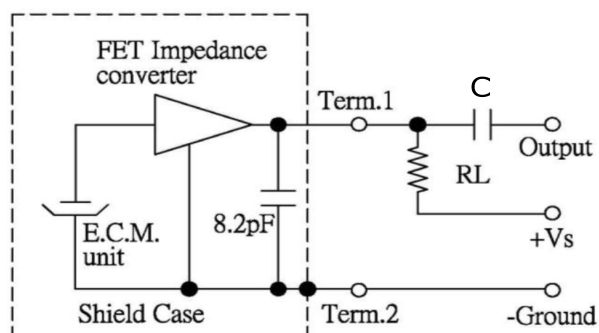 FET Impedance
converter
Term.1
C
Output
RL
+Vs
8.2pF
E.C.M.
unit
Shield Case
Term.2
-Ground